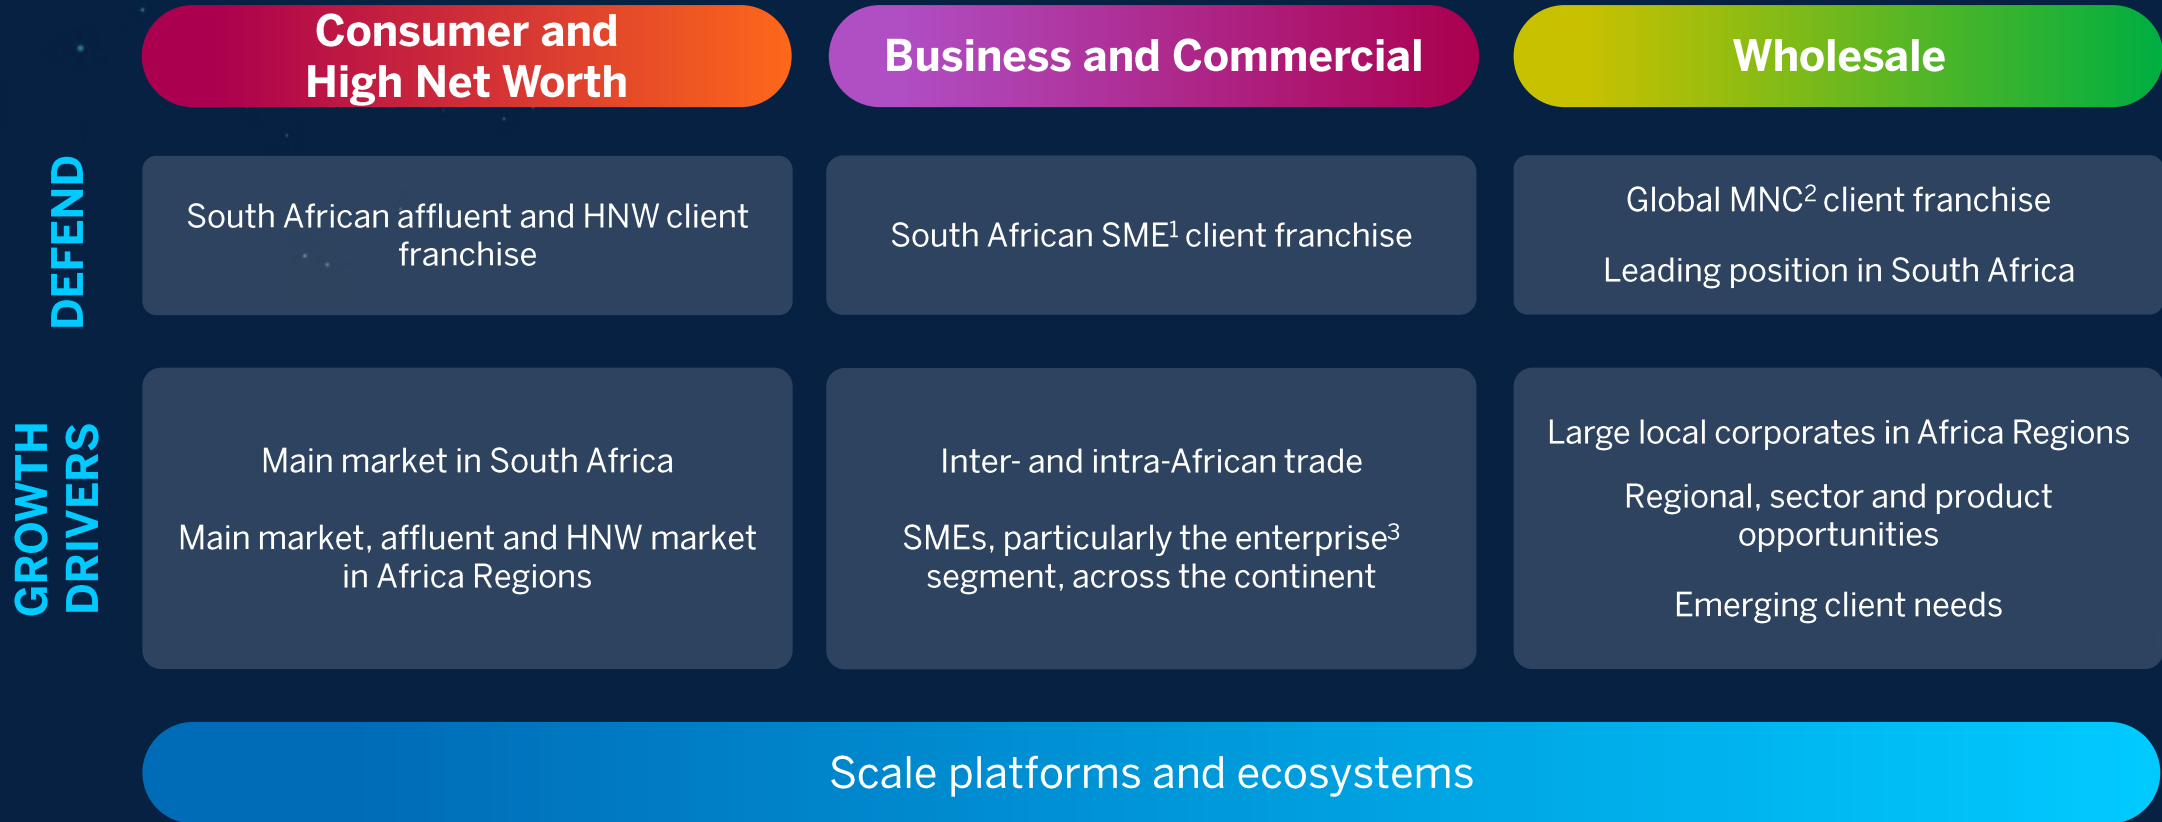 Consumer and
High Net Worth
Business and Commercial
Wholesale
DEFEND
South African affluent and HNW client
franchise
South African SME¹ client franchise
Global MNC² client franchise
Leading position in South Africa
GROWTH
DRIVERS
Main market in South Africa
Main market, affluent and HNW market
in Africa Regions
Inter- and intra-African trade
SMEs, particularly the enterprise³
segment, across the continent
Large local corporates in Africa Regions
Regional, sector and product
opportunities
Emerging client needs
Scale platforms and ecosystems